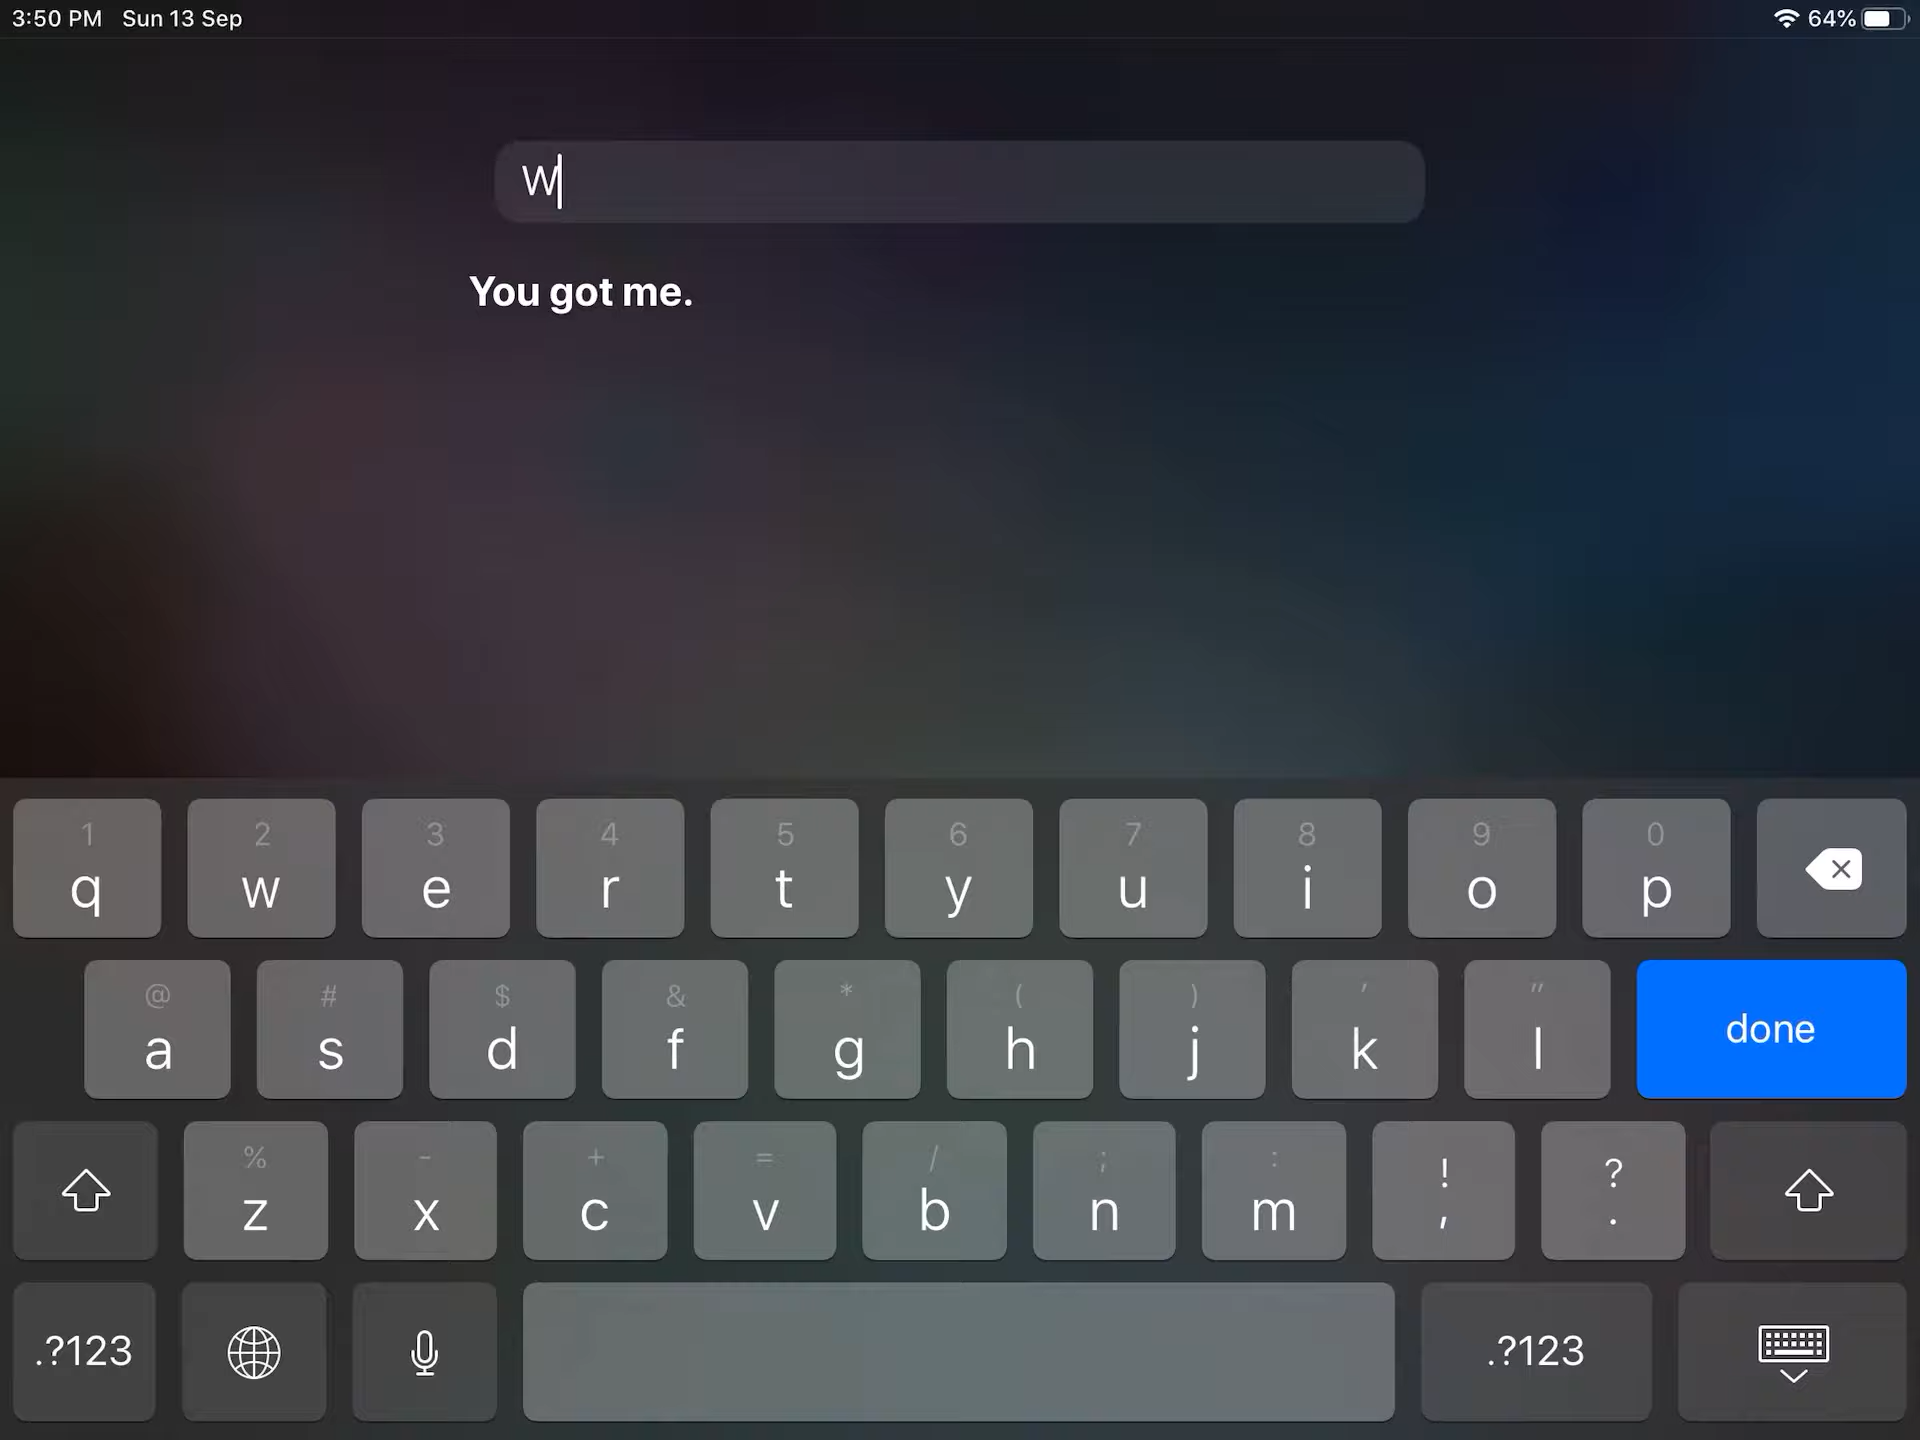 3:50 PM Sun 13 Sep 64%
W
You got me.
1 2 3 4 5 6 7 8 9 0
q w e r t y u i o p
@ # $ & * ( ) ' "
a s d f g h j k l done
% - + = / ; : ! ?
z x c v b n m , .
.?123 .?123